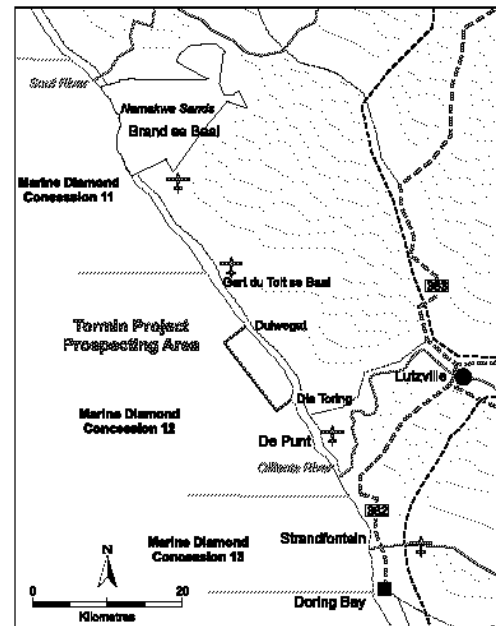 Sout River
Namakwa Sands
Brand se Baai
Marine Diamond
Concession 11
363
Gert du Toit se Baai
Duiwegat
Tormin Project
Prospecting Area
Lutzville
Die Toring
Marine Diamond
Concession 12
De Punt
Olifants River
362
Strandfontein
Marine Diamond
Concession 13
N
0 20
Kilometres
Doring Bay